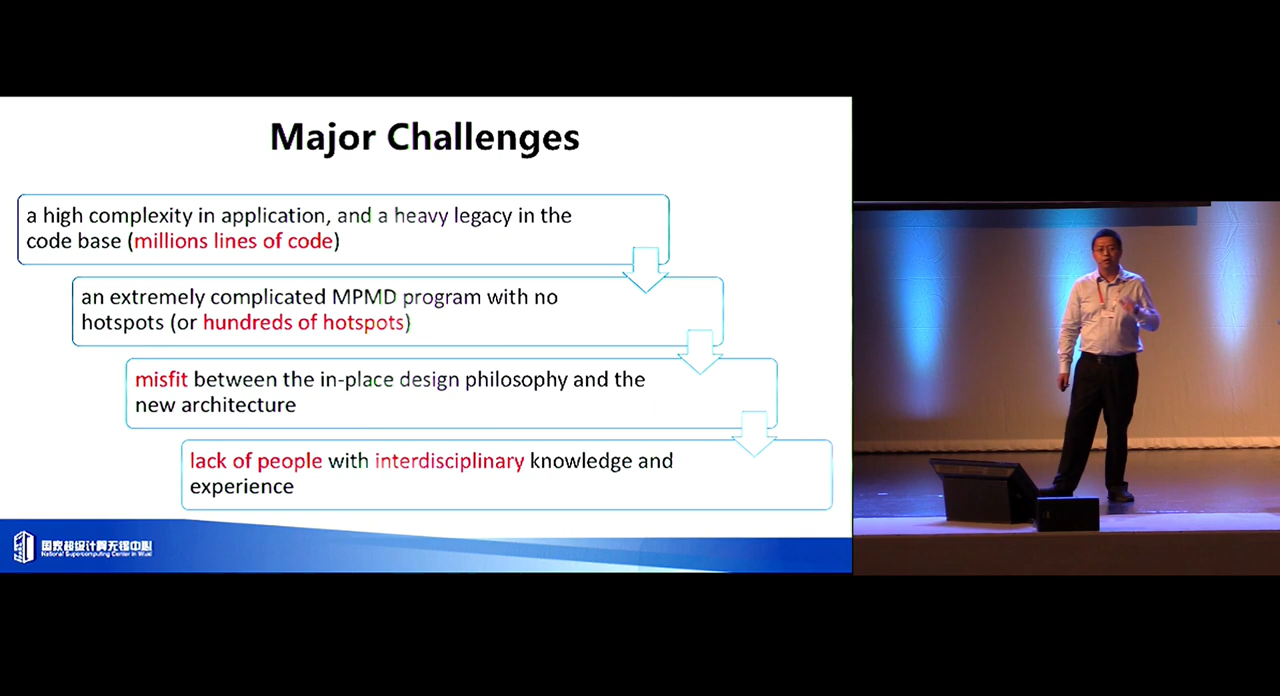 Major Challenges
a high complexity in application, and a heavy legacy in the
code base (millions lines of code)
an extremely complicated MPMD program with no
hotspots (or hundreds of hotspots)
misfit between the in-place design philosophy and the
new architecture
lack of people with interdisciplinary knowledge and
experience
国家超级计算无锡中心
National Supercomputing Center in Wuxi